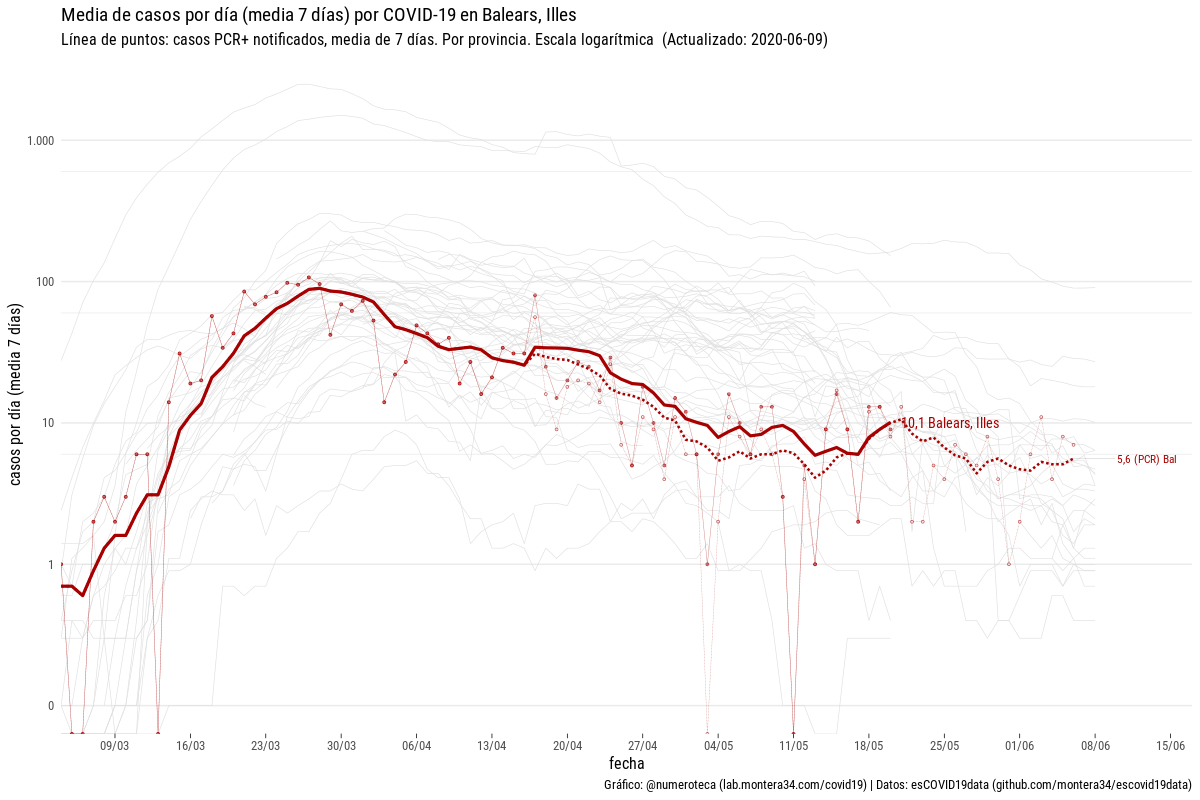 Media de casos por día (media 7 días) por COVID-19 en Balears, Illes
Línea de puntos: casos PCR+ notificados, media de 7 días. Por provincia. Escala logarítmica (Actualizado: 2020-06-09)
casos por día (media 7 días)
1.000
100
10
1
0
10,1 Balears, Illes
5,6 (PCR) Bal
09/03 16/03 23/03 30/03 06/04 13/04 20/04 27/04 04/05 11/05 18/05 25/05 01/06 08/06 15/06
fecha
Gráfico: @numeroteca (lab.montera34.com/covid19) | Datos: esCOVID19data (github.com/montera34/escovid19data)